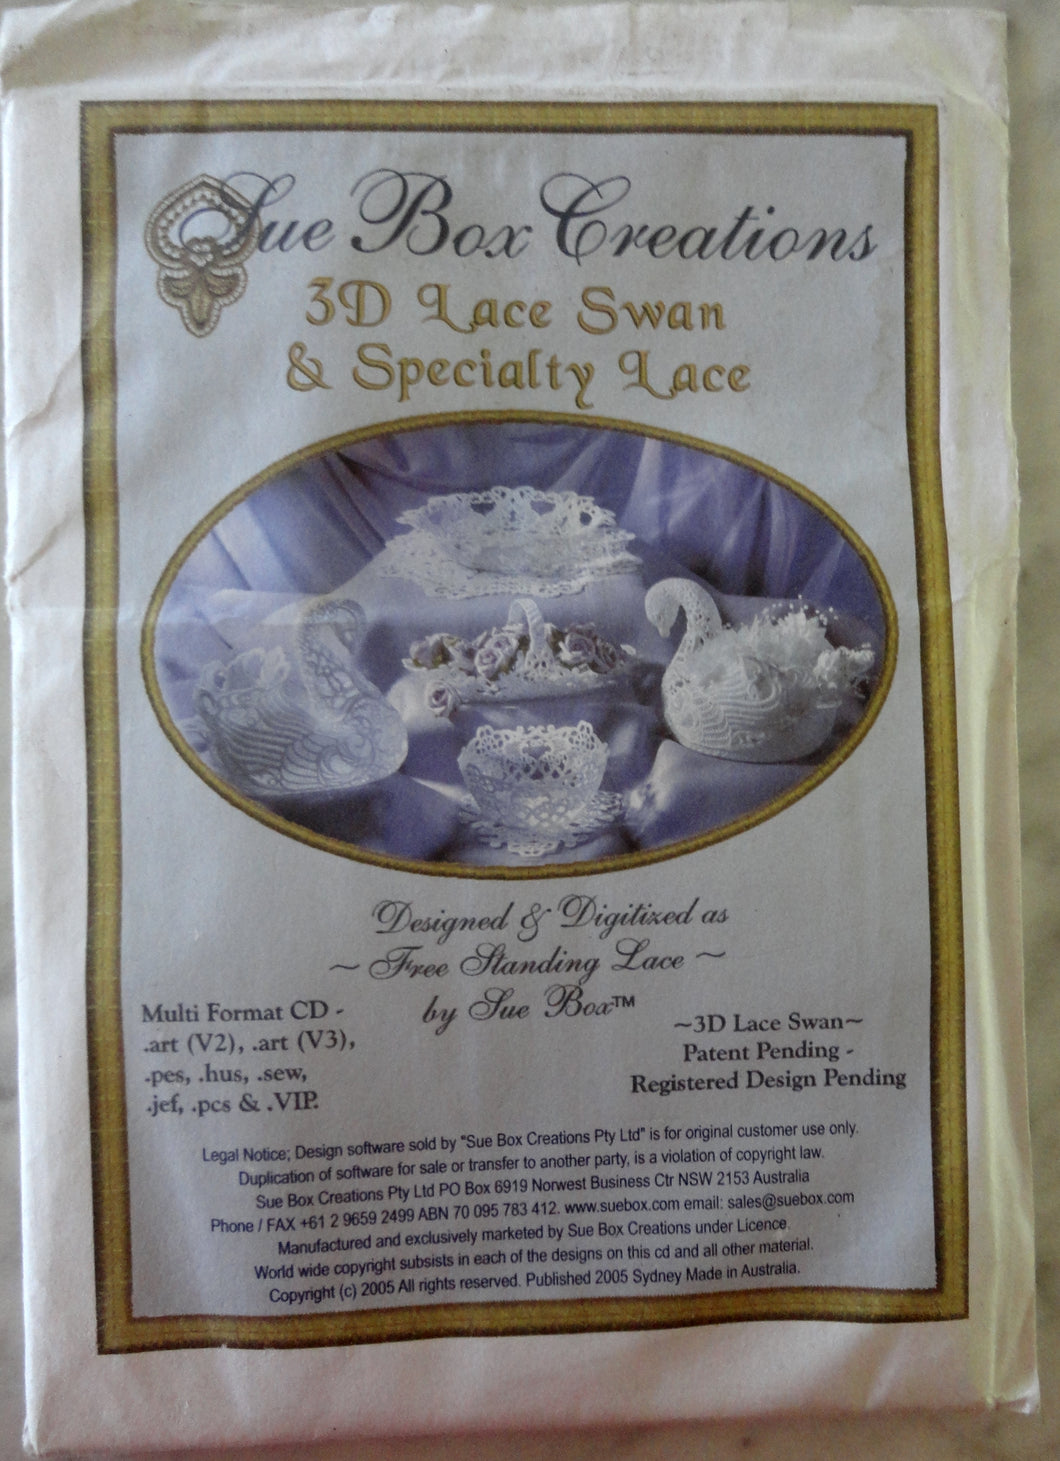 Sue Box Creations
3D Lace Swan
& Specialty Lace
Designed & Digitized as
~ Free Standing Lace ~
by Sue Box™
Multi Format CD -
.art (V2), .art (V3),
.pes, .hus, .sew,
.jef, .pcs & .VIP.
~3D Lace Swan~
Patent Pending -
Registered Design Pending
Legal Notice; Design software sold by "Sue Box Creations Pty Ltd" is for original customer use only.
Duplication of software for sale or transfer to another party, is a violation of copyright law.
Sue Box Creations Pty Ltd PO Box 6919 Norwest Business Ctr NSW 2153 Australia
Phone / FAX +61 2 9659 2499 ABN 70 095 783 412. www.suebox.com email: sales@suebox.com
Manufactured and exclusively marketed by Sue Box Creations under Licence.
World wide copyright subsists in each of the designs on this cd and all other material.
Copyright (c) 2005 All rights reserved. Published 2005 Sydney Made in Australia.